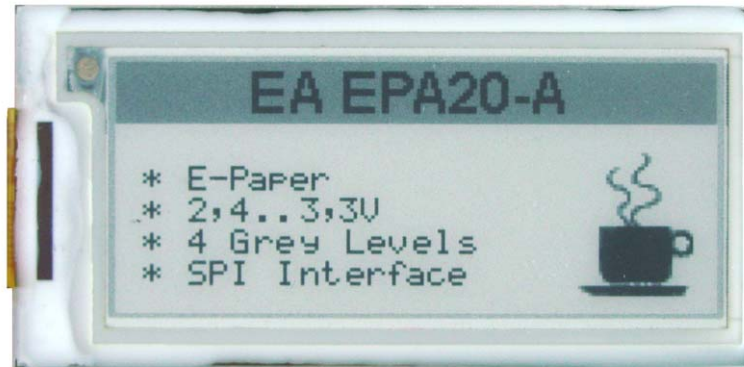 EA EPA20-A
* E-Paper
* 2,4..3,3V
* 4 Grey Levels
* SPI Interface